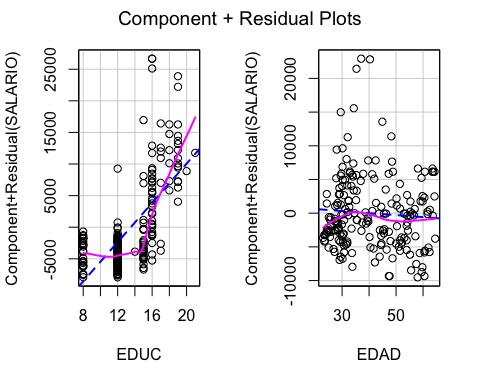 Component + Residual Plots
Component+Residual(SALARIO)
-5000
5000
15000
25000
8
12
16
20
EDUC
Component+Residual(SALARIO)
-10000
0
10000
20000
30
50
EDAD